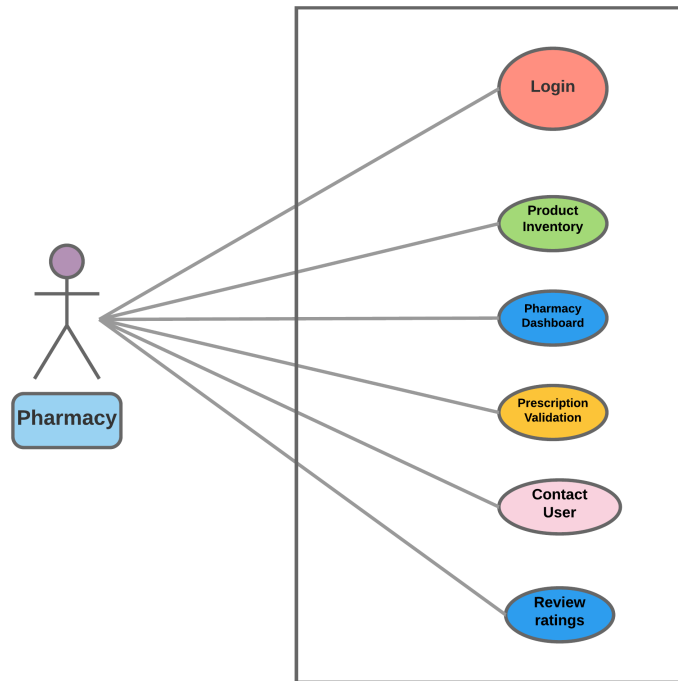 Login
Product
Inventory
Pharmacy
Dashboard
Prescription
Validation
Pharmacy
Contact
User
Review
ratings